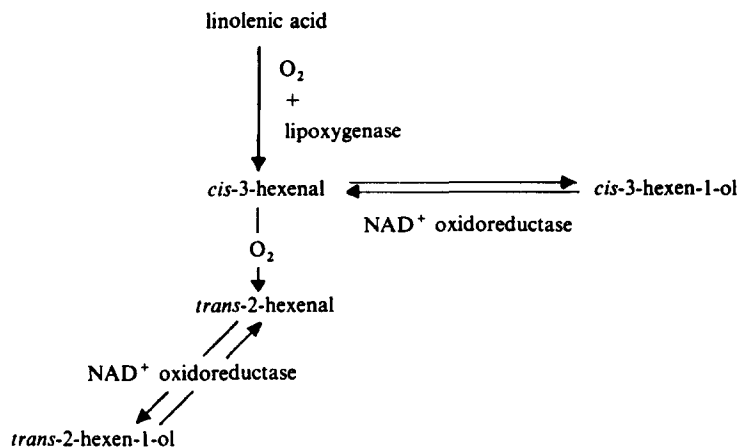 linolenic acid
O₂
+
lipoxygenase
cis-3-hexenal
cis-3-hexen-1-ol
NAD⁺ oxidoreductase
O₂
trans-2-hexenal
NAD⁺ oxidoreductase
trans-2-hexen-1-ol